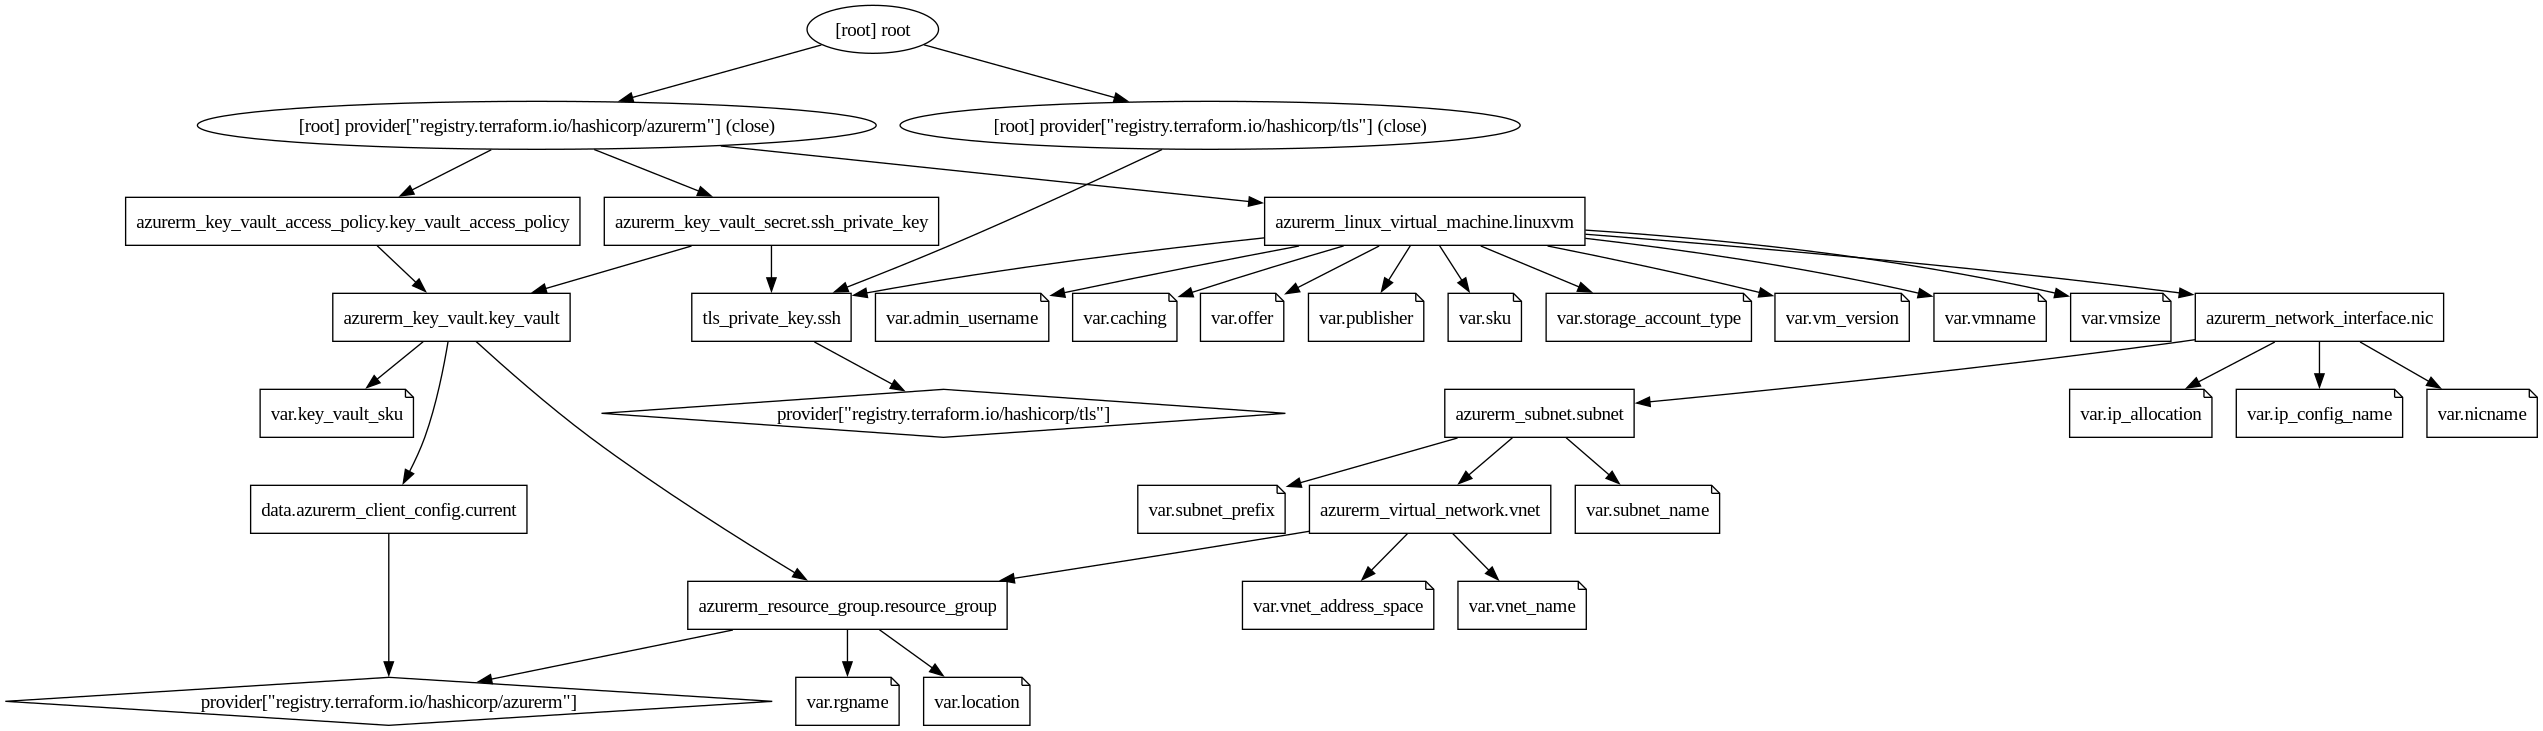 [root] root
[root] provider["registry.terraform.io/hashicorp/azurerm"] (close)
[root] provider["registry.terraform.io/hashicorp/tls"] (close)
azurerm_key_vault_access_policy.key_vault_access_policy
azurerm_key_vault_secret.ssh_private_key
azurerm_linux_virtual_machine.linuxvm
azurerm_key_vault.key_vault
tls_private_key.ssh
var.admin_username
var.caching
var.offer
var.publisher
var.sku
var.storage_account_type
var.vm_version
var.vmname
var.vmsize
azurerm_network_interface.nic
var.key_vault_sku
provider["registry.terraform.io/hashicorp/tls"]
azurerm_subnet.subnet
var.ip_allocation
var.ip_config_name
var.nicname
data.azurerm_client_config.current
var.subnet_prefix
azurerm_virtual_network.vnet
var.subnet_name
azurerm_resource_group.resource_group
var.vnet_address_space
var.vnet_name
provider["registry.terraform.io/hashicorp/azurerm"]
var.rgname
var.location